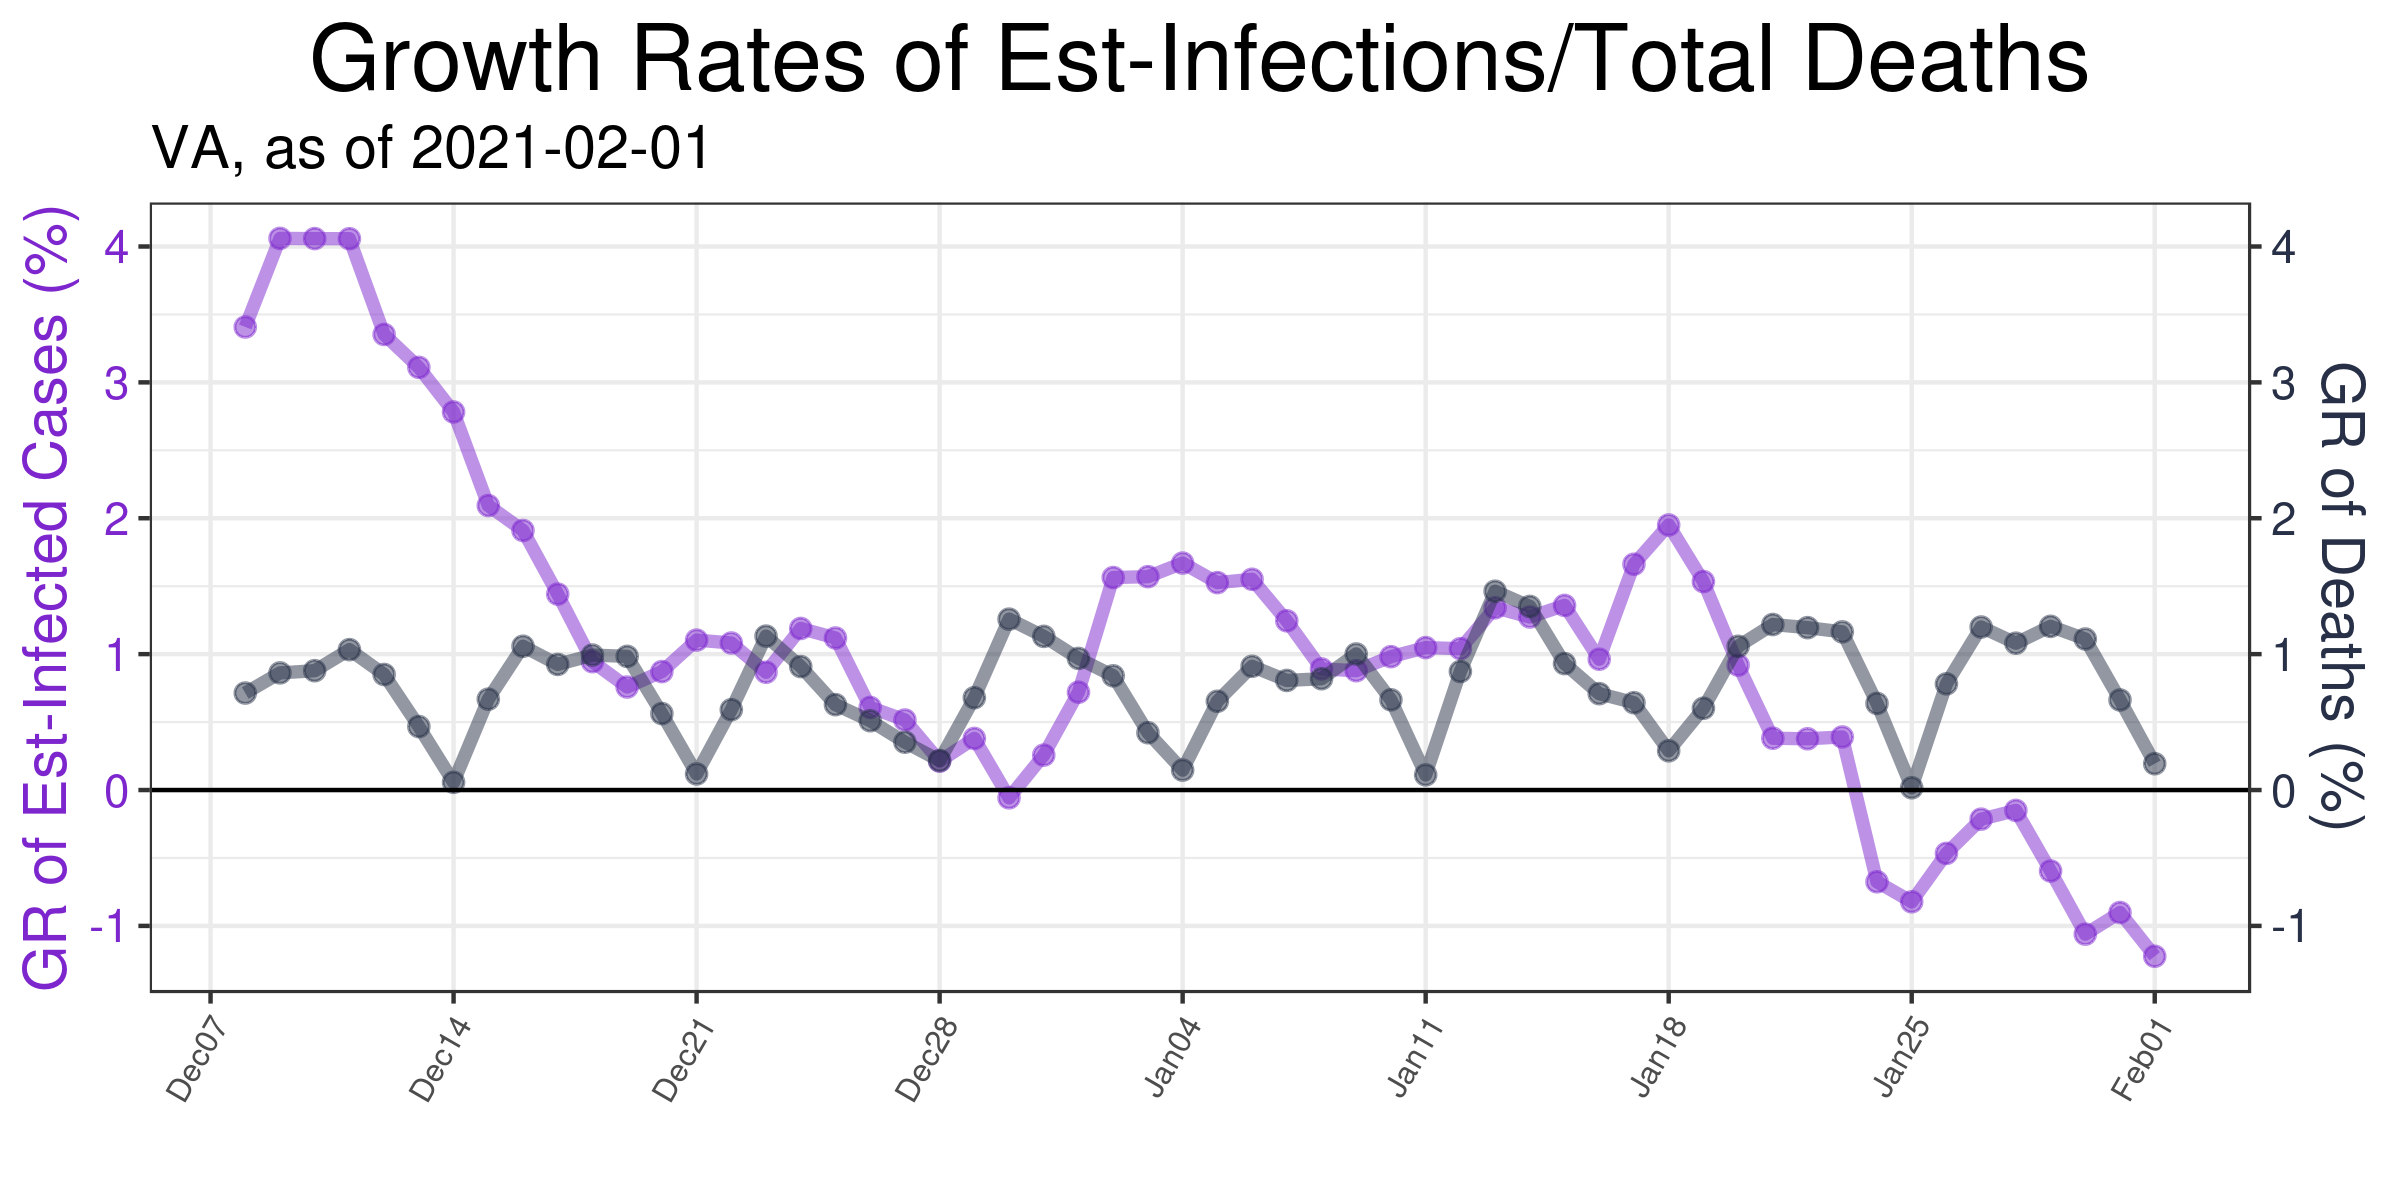 Growth Rates of Est-Infections/Total Deaths
VA, as of 2021-02-01
GR of Est-Infected Cases (%)
4
3
2
1
0
-1
4
3
2
1
0
-1
GR of Deaths (%)
Dec07
Dec14
Dec21
Dec28
Jan04
Jan11
Jan18
Jan25
Feb01